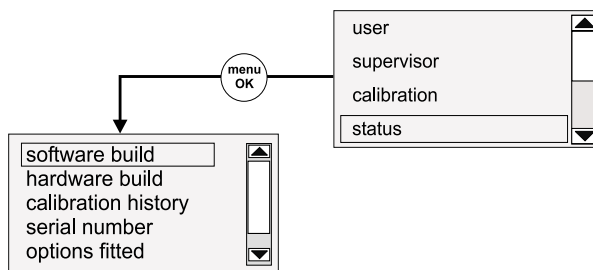 user
supervisor
calibration
status
menu
OK
software build
hardware build
calibration history
serial number
options fitted